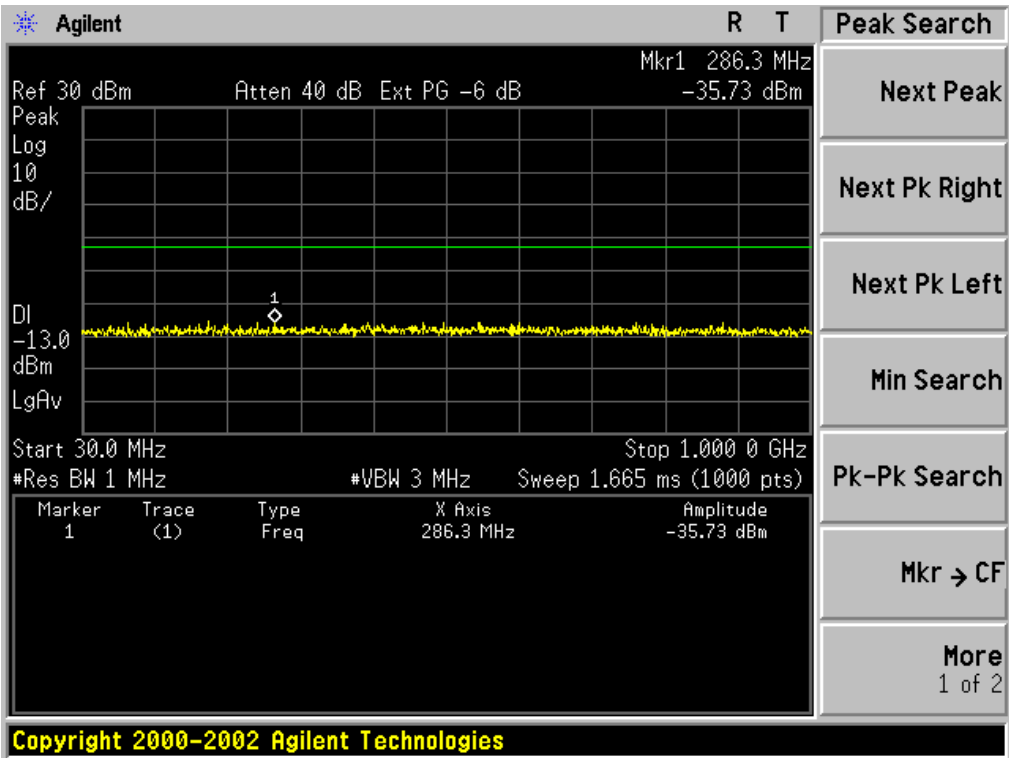 Agilent R T
Mkr1 286.3 MHz
Ref 30 dBm Atten 40 dB Ext PG -6 dB -35.73 dBm
Peak
Log
10
dB/
1
DI
-13.0
dBm
LgAv
Start 30.0 MHz Stop 1.000 0 GHz
#Res BW 1 MHz #VBW 3 MHz Sweep 1.665 ms (1000 pts)
Marker Trace Type X Axis Amplitude
1 (1) Freq 286.3 MHz -35.73 dBm
Peak Search
Next Peak
Next Pk Right
Next Pk Left
Min Search
Pk-Pk Search
Mkr → CF
More
1 of 2
Copyright 2000-2002 Agilent Technologies